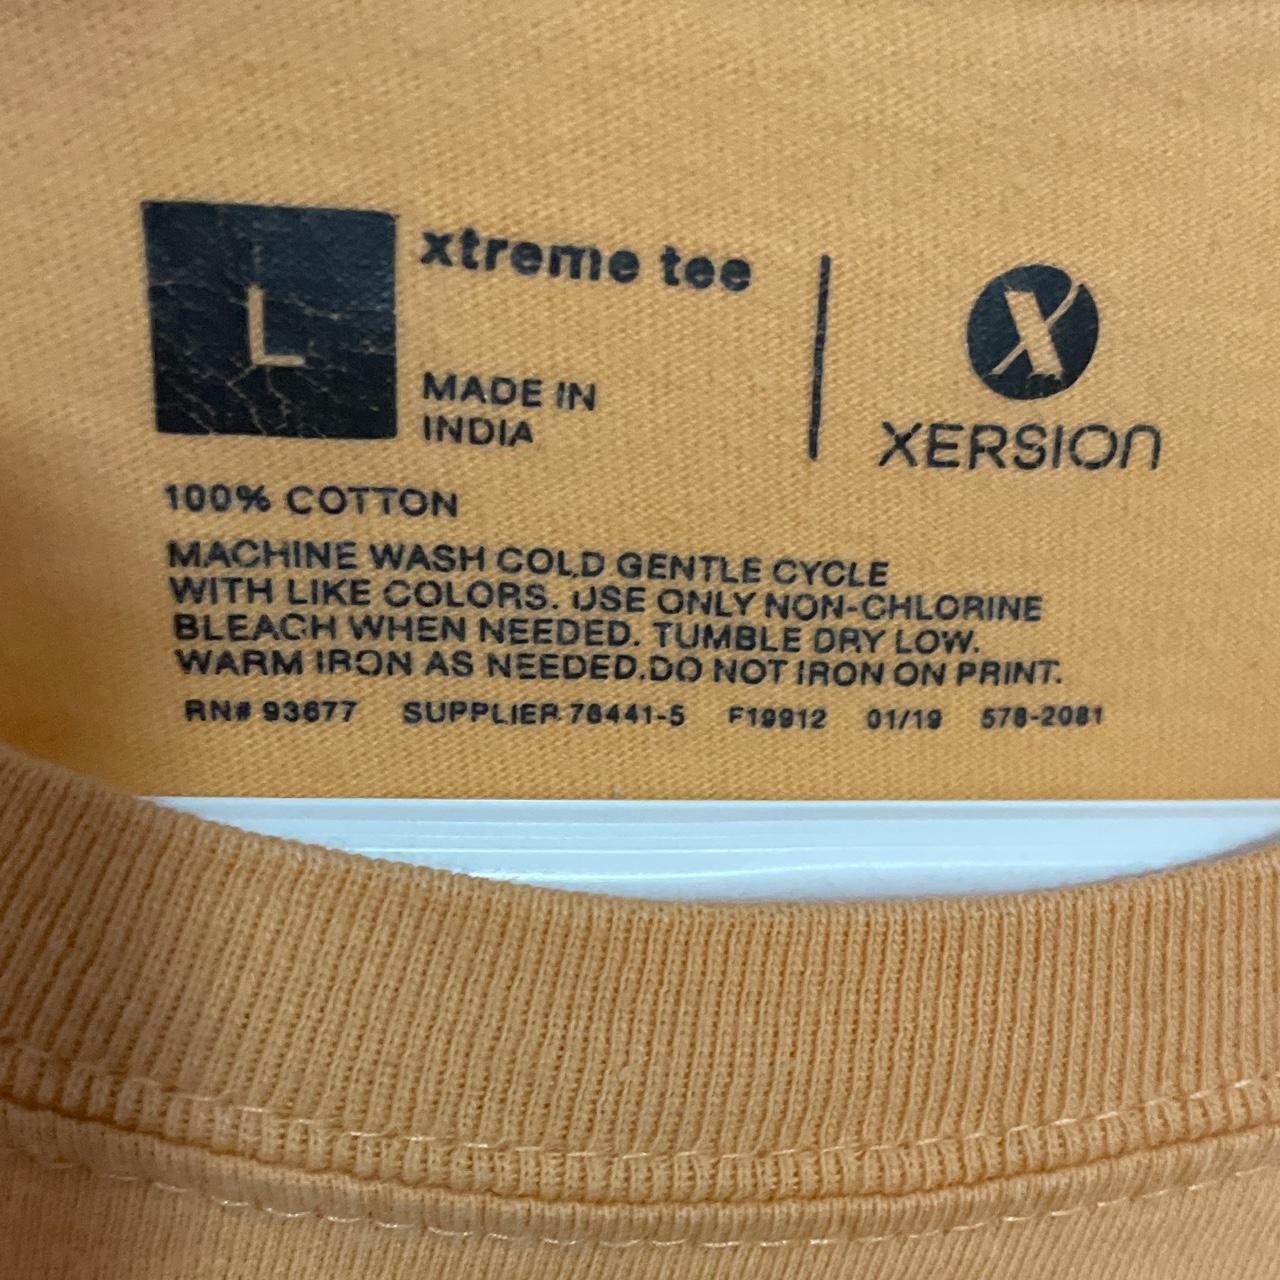 L
xtreme tee
MADE IN
INDIA
X
XERSION
100% COTTON
MACHINE WASH COLD GENTLE CYCLE
WITH LIKE COLORS. USE ONLY NON-CHLORINE
BLEACH WHEN NEEDED. TUMBLE DRY LOW.
WARM IRON AS NEEDED.DO NOT IRON ON PRINT.
RN# 93677 SUPPLIER 76441-5 F19912 01/19 578-2081